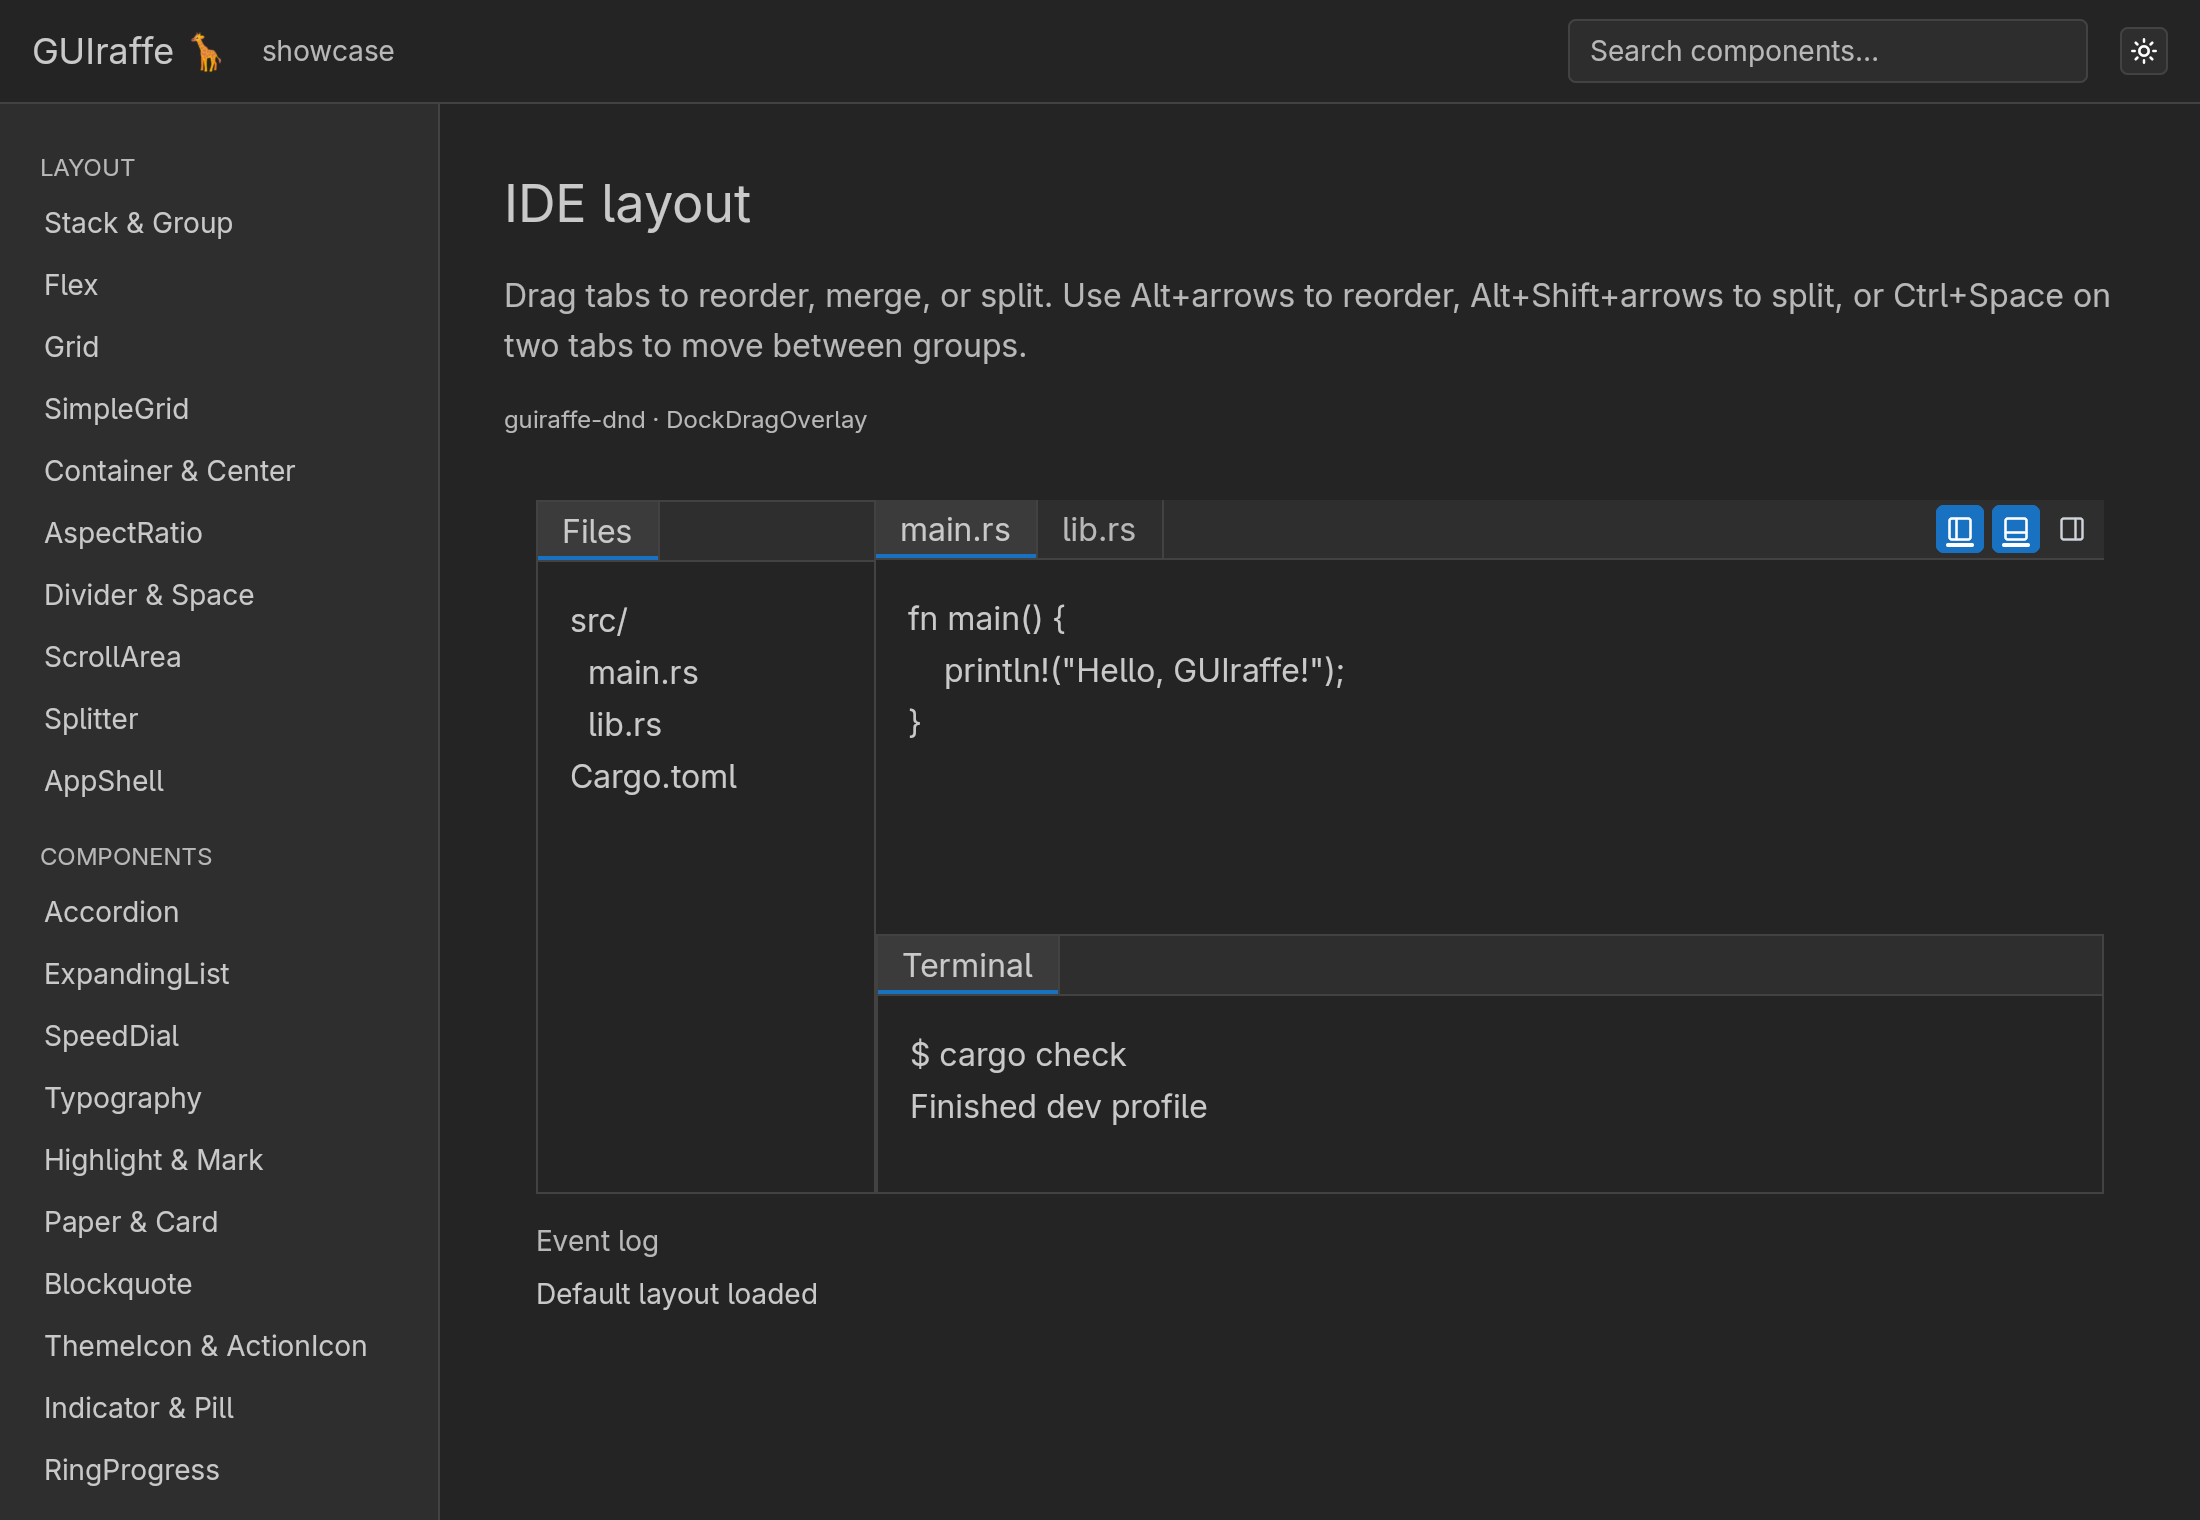 GUIraffe 🦒 showcase
Search components...
LAYOUT
Stack & Group
Flex
Grid
SimpleGrid
Container & Center
AspectRatio
Divider & Space
ScrollArea
Splitter
AppShell
COMPONENTS
Accordion
ExpandingList
SpeedDial
Typography
Highlight & Mark
Paper & Card
Blockquote
ThemeIcon & ActionIcon
Indicator & Pill
RingProgress
IDE layout
Drag tabs to reorder, merge, or split. Use Alt+arrows to reorder, Alt+Shift+arrows to split, or Ctrl+Space on
two tabs to move between groups.
guiraffe-dnd · DockDragOverlay
Files
src/
  main.rs
  lib.rs
Cargo.toml
main.rs lib.rs
fn main() {
    println!("Hello, GUIraffe!");
}
Terminal
$ cargo check
Finished dev profile
Event log
Default layout loaded